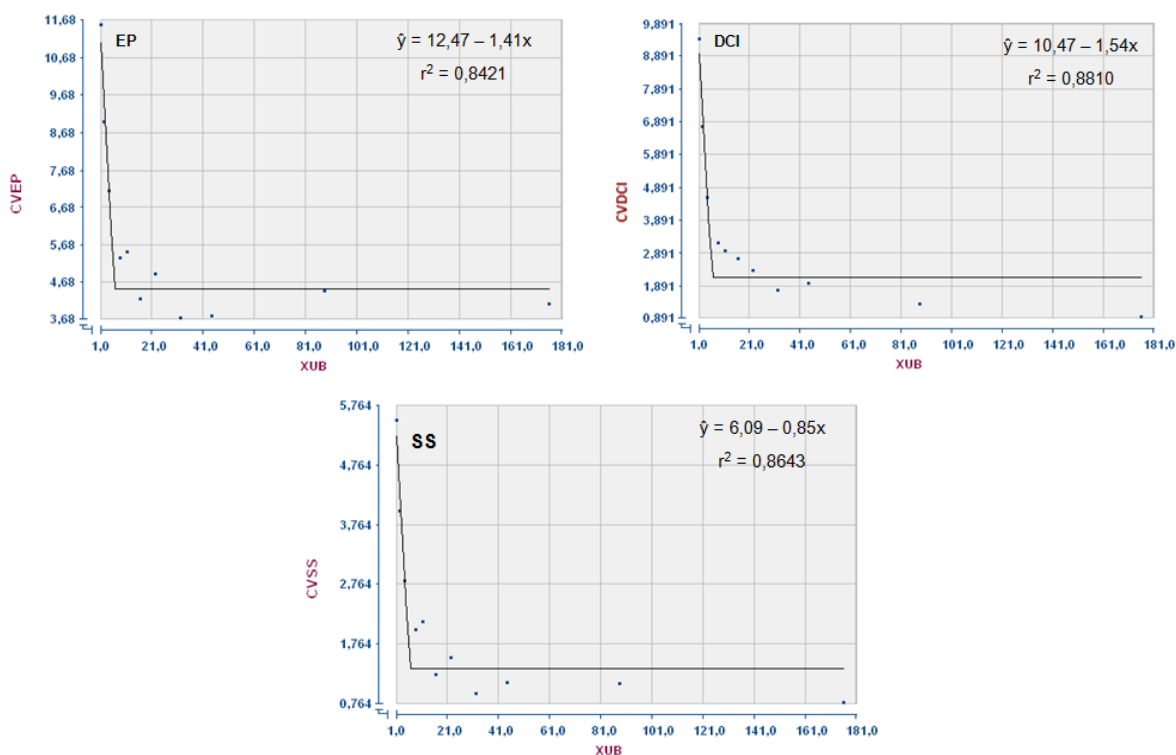 EP
ŷ = 12,47 – 1,41x
r² = 0,8421
11,68
10,68
9,68
8,68
7,68
6,68
5,68
4,68
3,68
CVEP
1,0 21,0 41,0 61,0 81,0 101,0 121,0 141,0 161,0 181,0
XUB
DCI
ŷ = 10,47 – 1,54x
r² = 0,8810
9,891
8,891
7,891
6,891
5,891
4,891
3,891
2,891
1,891
0,891
CVDCI
1,0 21,0 41,0 61,0 81,0 101,0 121,0 141,0 161,0 181,0
XUB
SS
ŷ = 6,09 – 0,85x
r² = 0,8643
5,764
4,764
3,764
2,764
1,764
0,764
CVSS
1,0 21,0 41,0 61,0 81,0 101,0 121,0 141,0 161,0 181,0
XUB